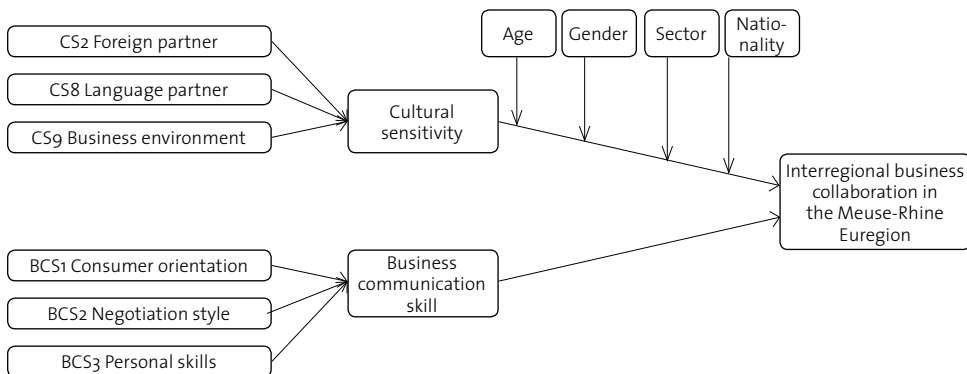 CS2 Foreign partner
CS8 Language partner
CS9 Business environment
Cultural
sensitivity
Age
Gender
Sector
Natio-
nality
Interregional business
collaboration in
the Meuse-Rhine
Euregion
BCS1 Consumer orientation
BCS2 Negotiation style
BCS3 Personal skills
Business
communication
skill